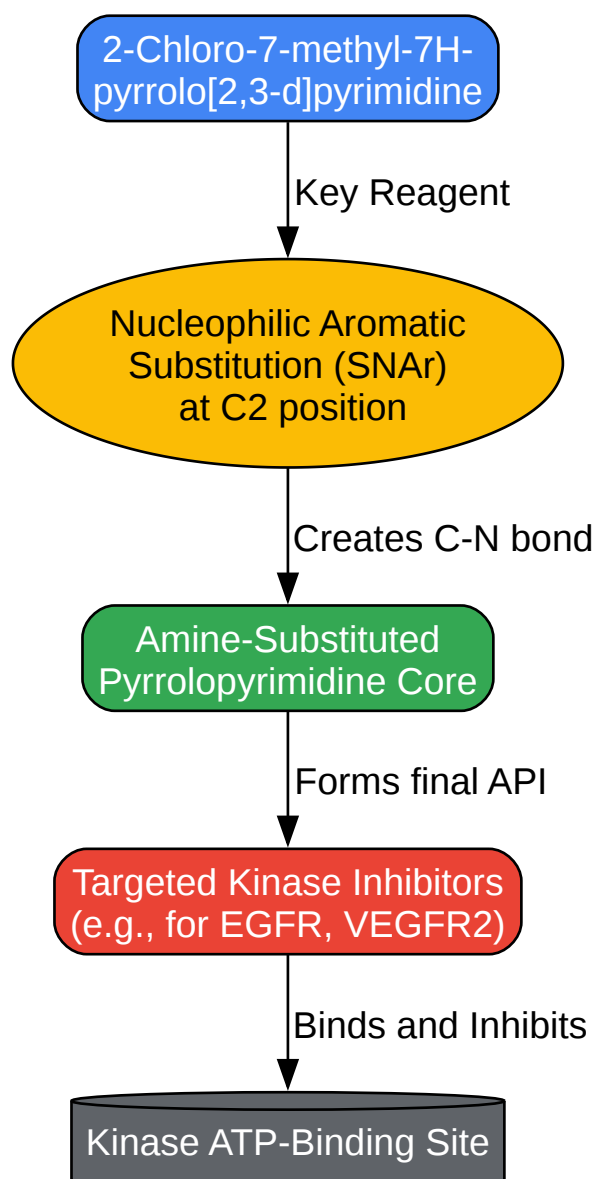 2-Chloro-7-methyl-7H-
pyrrolo[2,3-d]pyrimidine
Key Reagent
Nucleophilic Aromatic
Substitution (SNAr)
at C2 position
Creates C-N bond
Amine-Substituted
Pyrrolopyrimidine Core
Forms final API
Targeted Kinase Inhibitors
(e.g., for EGFR, VEGFR2)
Binds and Inhibits
Kinase ATP-Binding Site